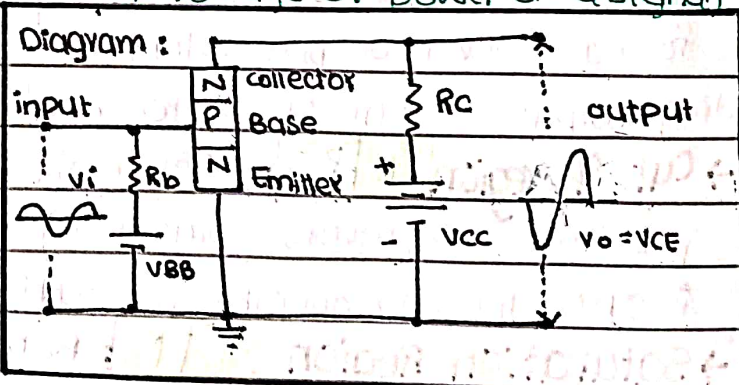 Diagram :
N collector
input P Base RC output
Vi Rb N Emitter +
- VCC Vo = VCE
VBB